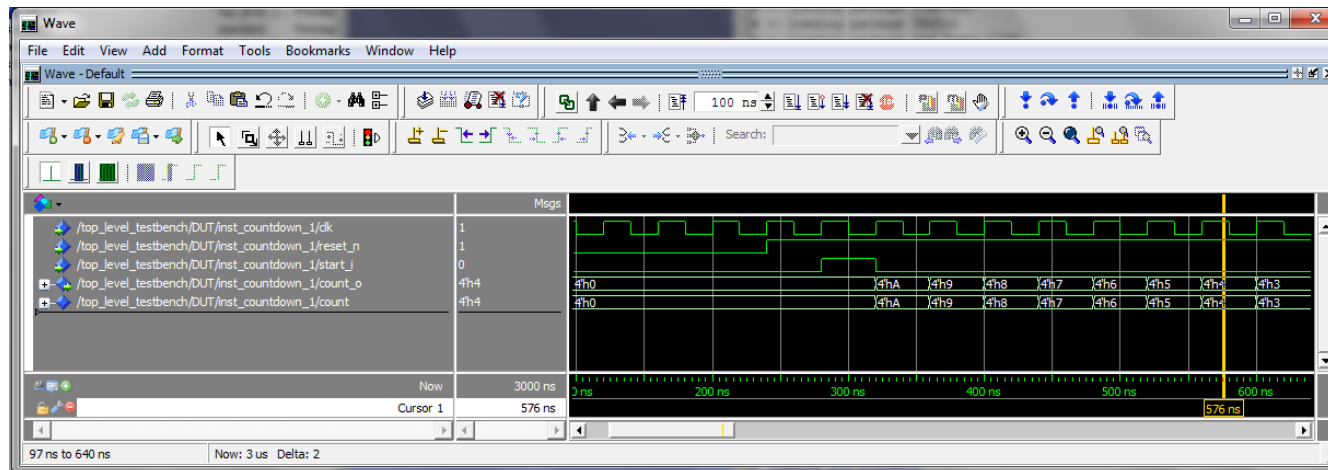 Wave
File Edit View Add Format Tools Bookmarks Window Help
Wave - Default
100 ns
Search:
Msgs
/top_level_testbench/DUT/inst_countdown_1/clk 1
/top_level_testbench/DUT/inst_countdown_1/reset_n 1
/top_level_testbench/DUT/inst_countdown_1/start_i 0
/top_level_testbench/DUT/inst_countdown_1/count_o 4'h4 4'h0 4'hA 4'h9 4'h8 4'h7 4'h6 4'h5 4'h4 4'h3
/top_level_testbench/DUT/inst_countdown_1/count 4'h4 4'h0 4'hA 4'h9 4'h8 4'h7 4'h6 4'h5 4'h4 4'h3
Now 3000 ns ns 200 ns 300 ns 400 ns 500 ns 600 ns
Cursor 1 576 ns 576 ns
97 ns to 640 ns Now: 3 us Delta: 2